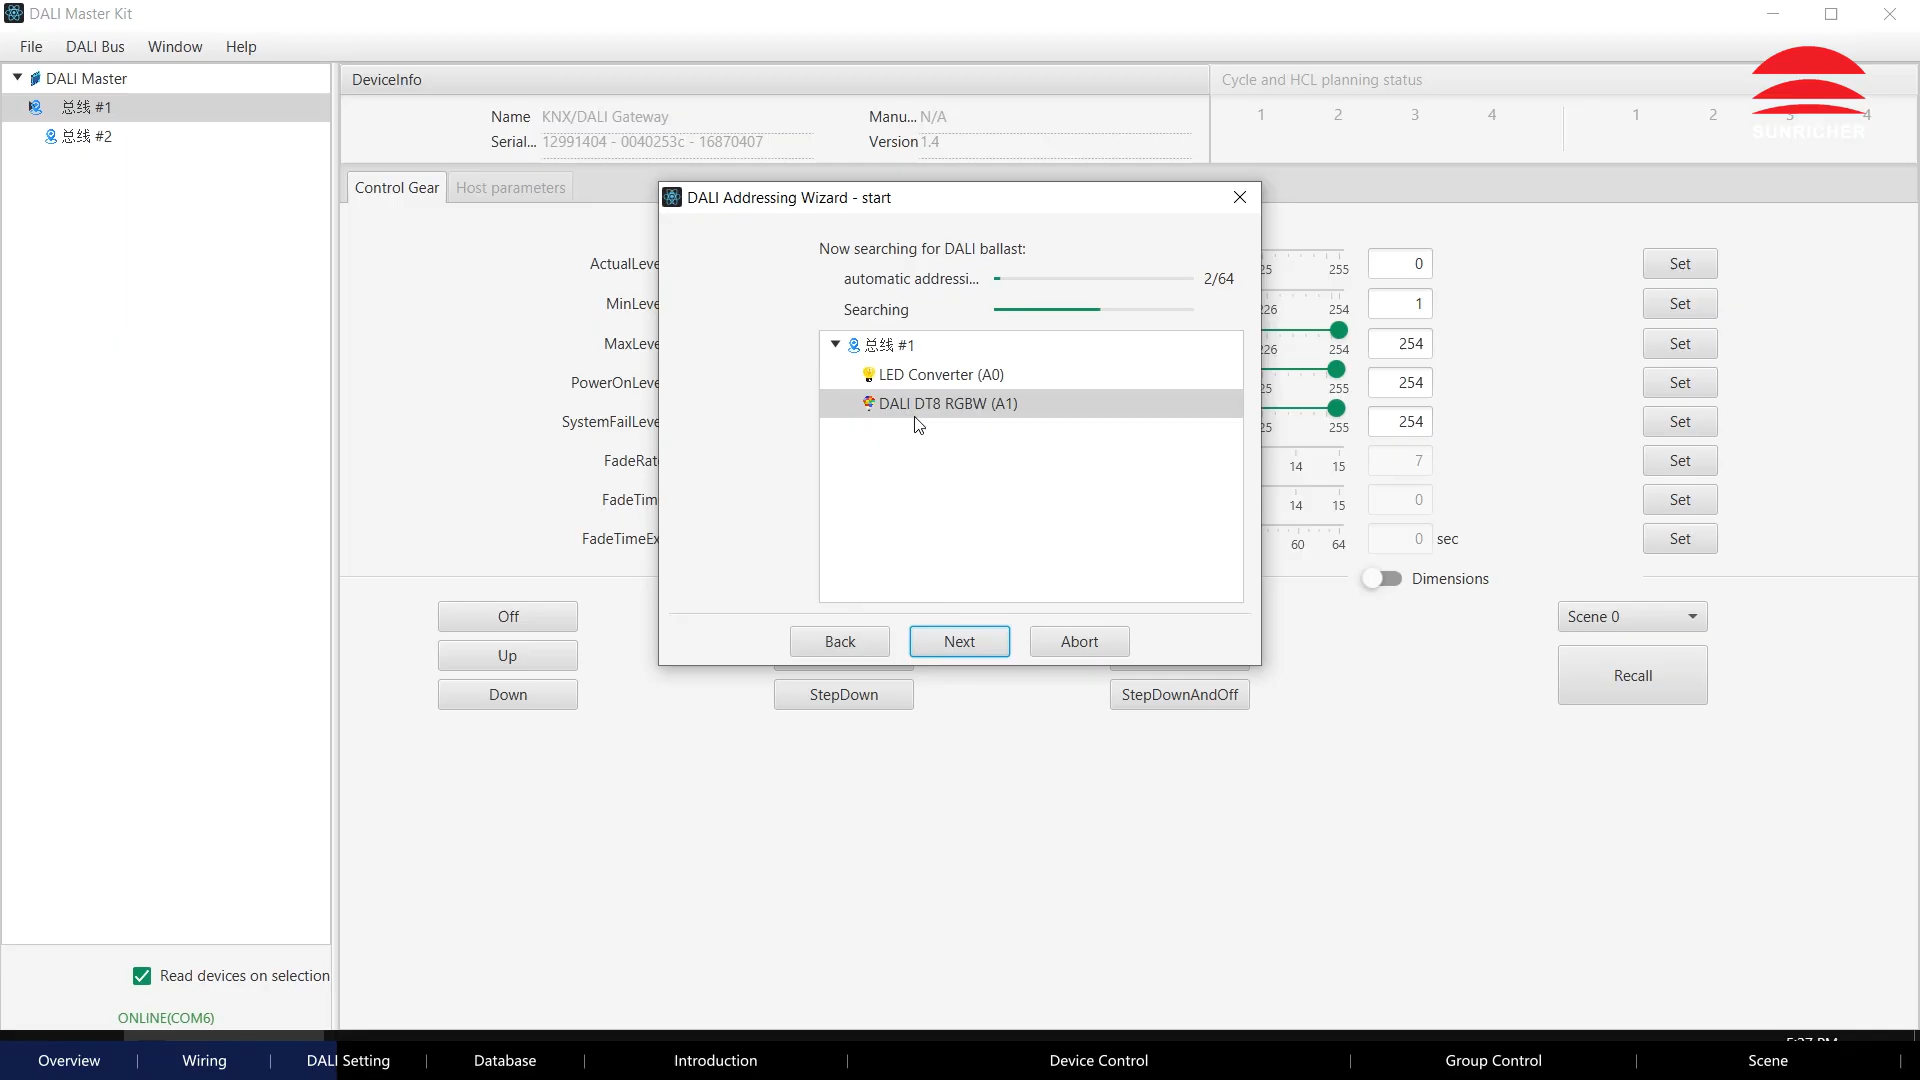 DALI Master Kit
File DALI Bus Window Help
DALI Master
总线 #1
总线 #2
DeviceInfo
Name KNX/DALI Gateway Manu... N/A
Serial... 12991404 - 0040253c - 16870407 Version 1.4
Cycle and HCL planning status
1 2 3 4 1 2 3 4
SUNRICHER
Control Gear Host parameters
DALI Addressing Wizard - start
Now searching for DALI ballast:
automatic addressi... 2/64
Searching
总线 #1
LED Converter (A0)
DALI DT8 RGBW (A1)
Back Next Abort
ActualLeve 25 255 0 Set
MinLeve 226 254 1 Set
MaxLeve 226 254 254 Set
PowerOnLeve 25 255 254 Set
SystemFailLeve 25 255 254 Set
FadeRat 14 15 7 Set
FadeTim 14 15 0 Set
FadeTimeEx 60 64 0 sec Set
Dimensions
Off Scene 0
Up Recall
Down StepDown StepDownAndOff
Read devices on selection
ONLINE(COM6)
Overview | Wiring | DALI Setting | Database | Introduction | Device Control | Group Control | Scene |